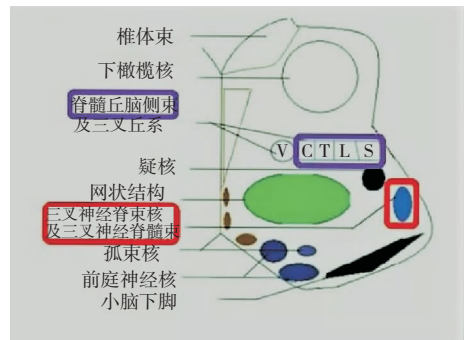 椎体束
下橄榄核
脊髓丘脑侧束
及三叉丘系
V C T L S
疑核
网状结构
三叉神经脊束核
及三叉神经脊髓束
孤束核
前庭神经核
小脑下脚